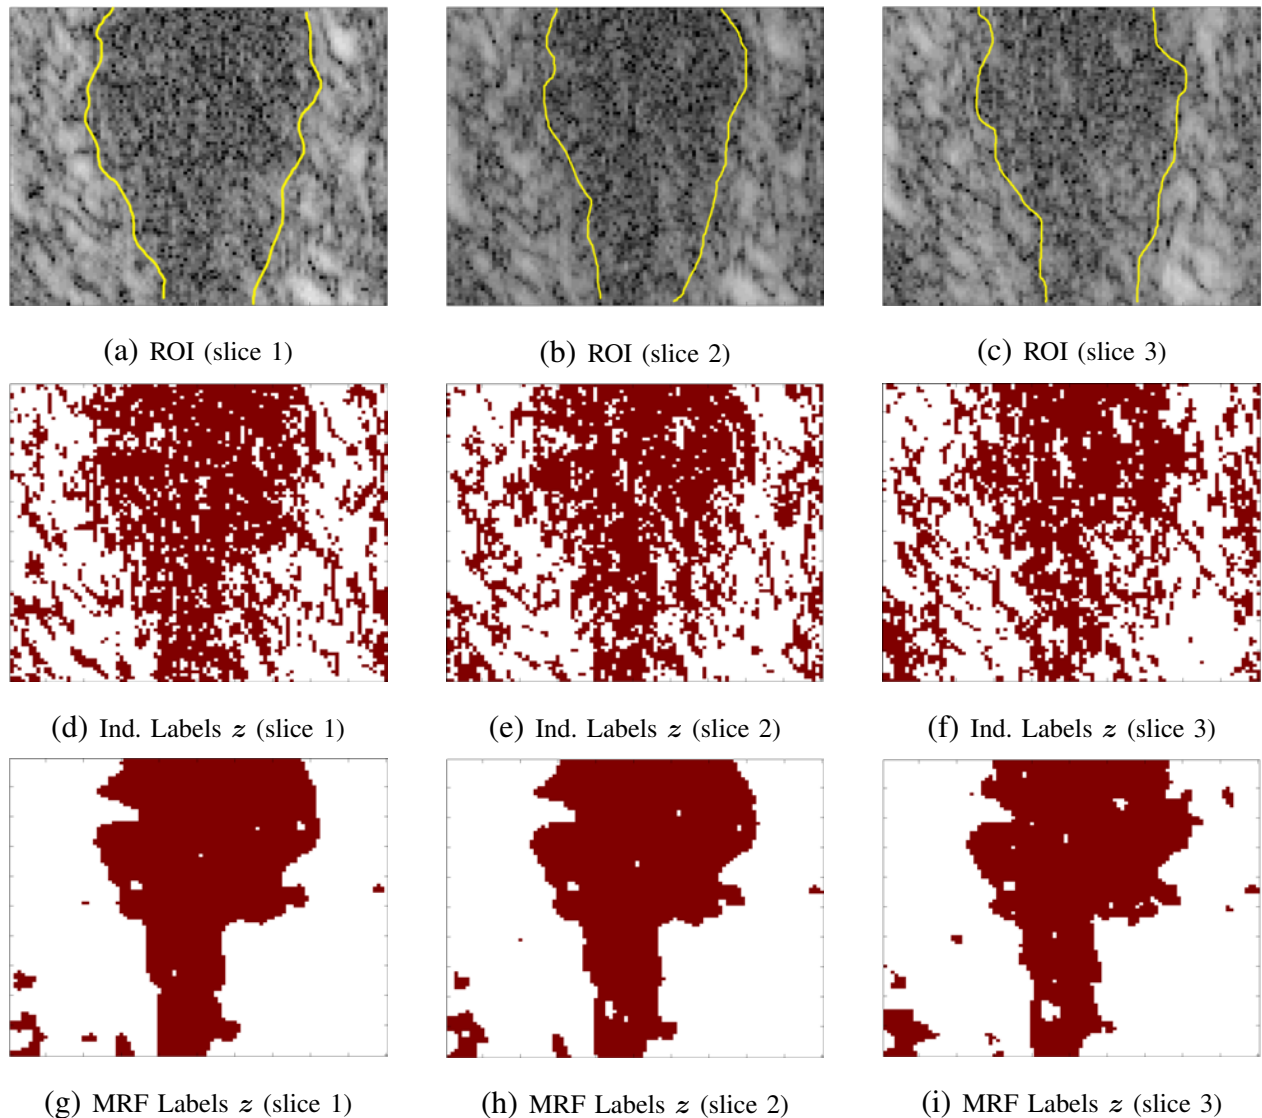 (a) ROI (slice 1)
(b) ROI (slice 2)
(c) ROI (slice 3)
(d) Ind. Labels z (slice 1)
(e) Ind. Labels z (slice 2)
(f) Ind. Labels z (slice 3)
(g) MRF Labels z (slice 1)
(h) MRF Labels z (slice 2)
(i) MRF Labels z (slice 3)